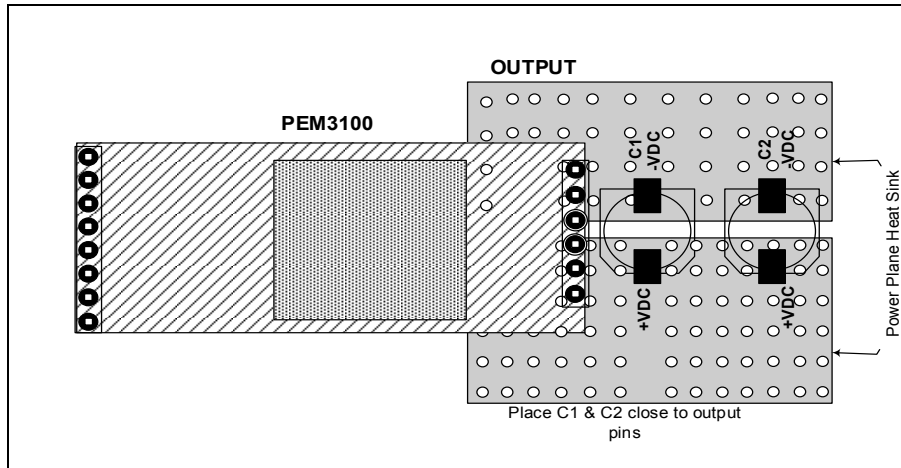 OUTPUT
PEM3100
C1
-VDC
C2
-VDC
+VDC
+VDC
Power Plane Heat Sink
Place C1 & C2 close to output
pins